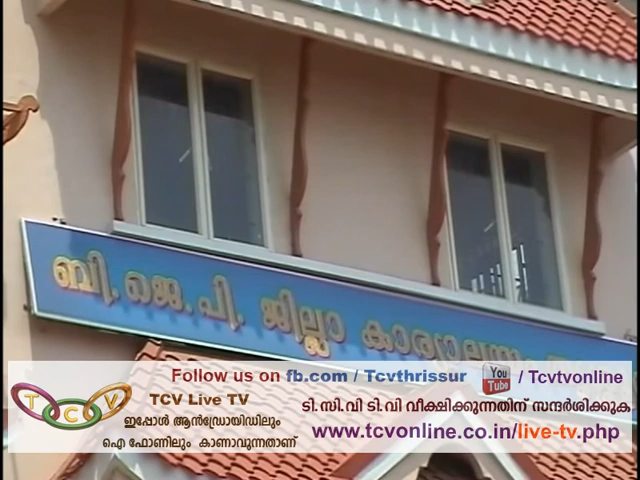 ബി.ജെ.പി. ജില്ലാ കാര്യാലയം
Follow us on fb.com / Tcvthrissur You Tube / Tcvtvonline
TCV
TCV Live TV
ഇപ്പോൾ ആൻഡ്രോയിഡിലും
ഐ ഫോണിലും കാണാവുന്നതാണ്
ടി.സി.വി ടി.വി വീക്ഷിക്കുന്നതിന് സന്ദർശിക്കുക
www.tcvonline.co.in/live-tv.php